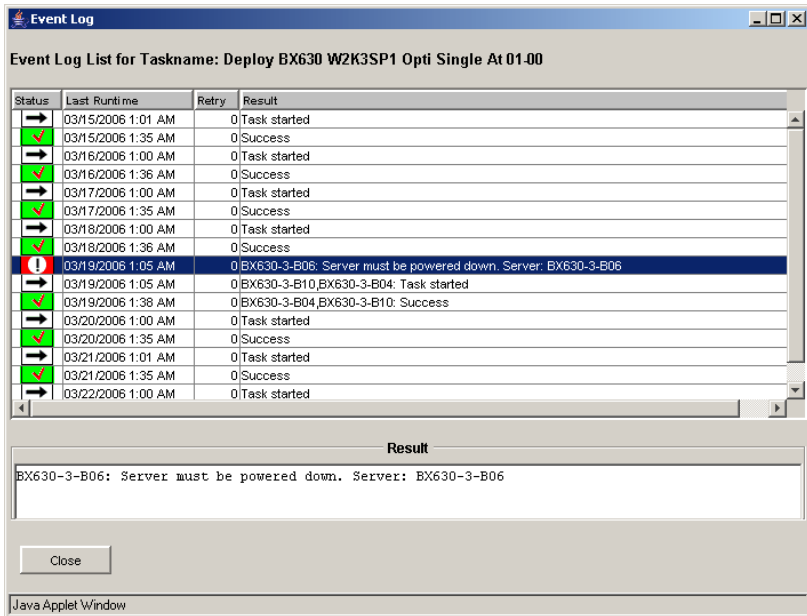 Event Log
Event Log List for Taskname: Deploy BX630 W2K3SP1 Opti Single At 01-00
Status Last Runtime Retry Result
03/15/2006 1:01 AM 0 Task started
03/15/2006 1:35 AM 0 Success
03/16/2006 1:00 AM 0 Task started
03/16/2006 1:36 AM 0 Success
03/17/2006 1:00 AM 0 Task started
03/17/2006 1:35 AM 0 Success
03/18/2006 1:00 AM 0 Task started
03/18/2006 1:36 AM 0 Success
03/19/2006 1:05 AM 0 BX630-3-B06: Server must be powered down. Server: BX630-3-B06
03/19/2006 1:05 AM 0 BX630-3-B10,BX630-3-B04: Task started
03/19/2006 1:38 AM 0 BX630-3-B04,BX630-3-B10: Success
03/20/2006 1:00 AM 0 Task started
03/20/2006 1:35 AM 0 Success
03/21/2006 1:01 AM 0 Task started
03/21/2006 1:35 AM 0 Success
03/22/2006 1:00 AM 0 Task started
Result
BX630-3-B06: Server must be powered down. Server: BX630-3-B06
Close
Java Applet Window